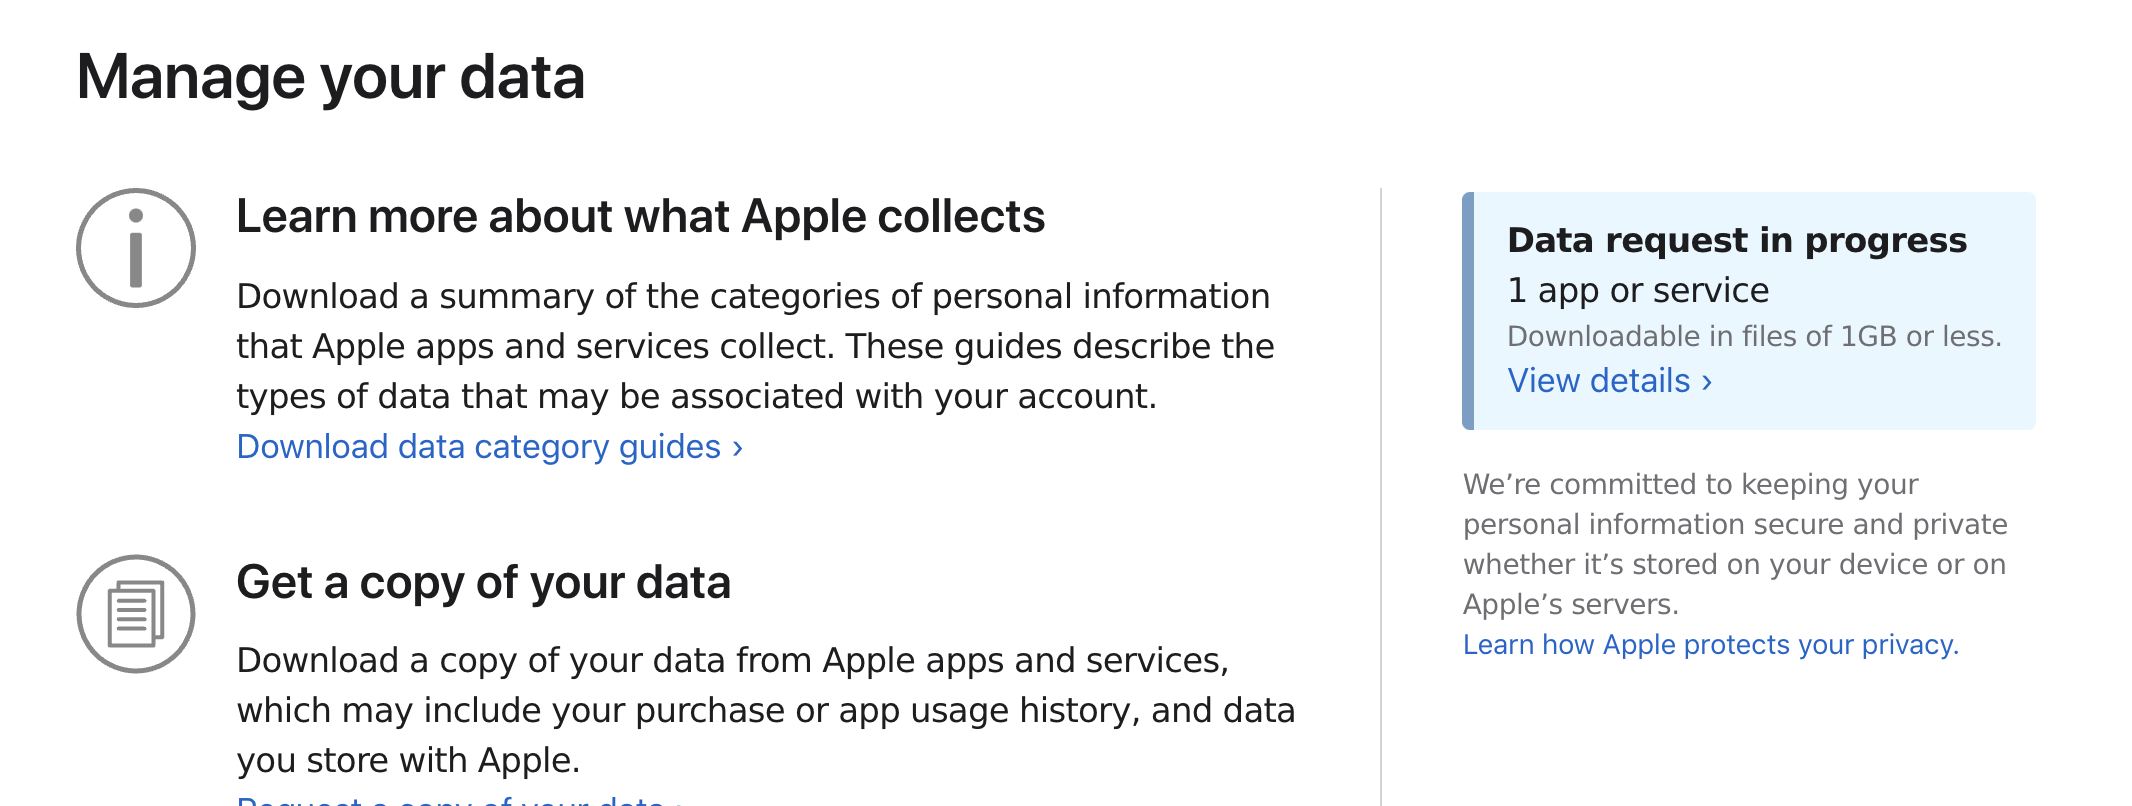 Manage your data
Learn more about what Apple collects
Download a summary of the categories of personal information
that Apple apps and services collect. These guides describe the
types of data that may be associated with your account.
Download data category guides ›
Get a copy of your data
Download a copy of your data from Apple apps and services,
which may include your purchase or app usage history, and data
you store with Apple.
Request a copy of your data ›
Data request in progress
1 app or service
Downloadable in files of 1GB or less.
View details ›
We’re committed to keeping your
personal information secure and private
whether it’s stored on your device or on
Apple’s servers.
Learn how Apple protects your privacy.